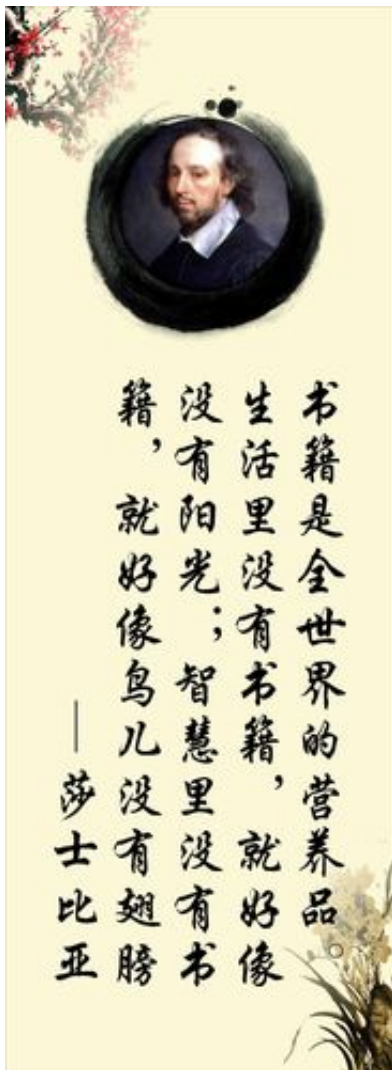 书籍是全世界的营养品。
生活里没有书籍，就好像
没有阳光；智慧里没有书
籍，就好像鸟儿没有翅膀
——莎士比亚